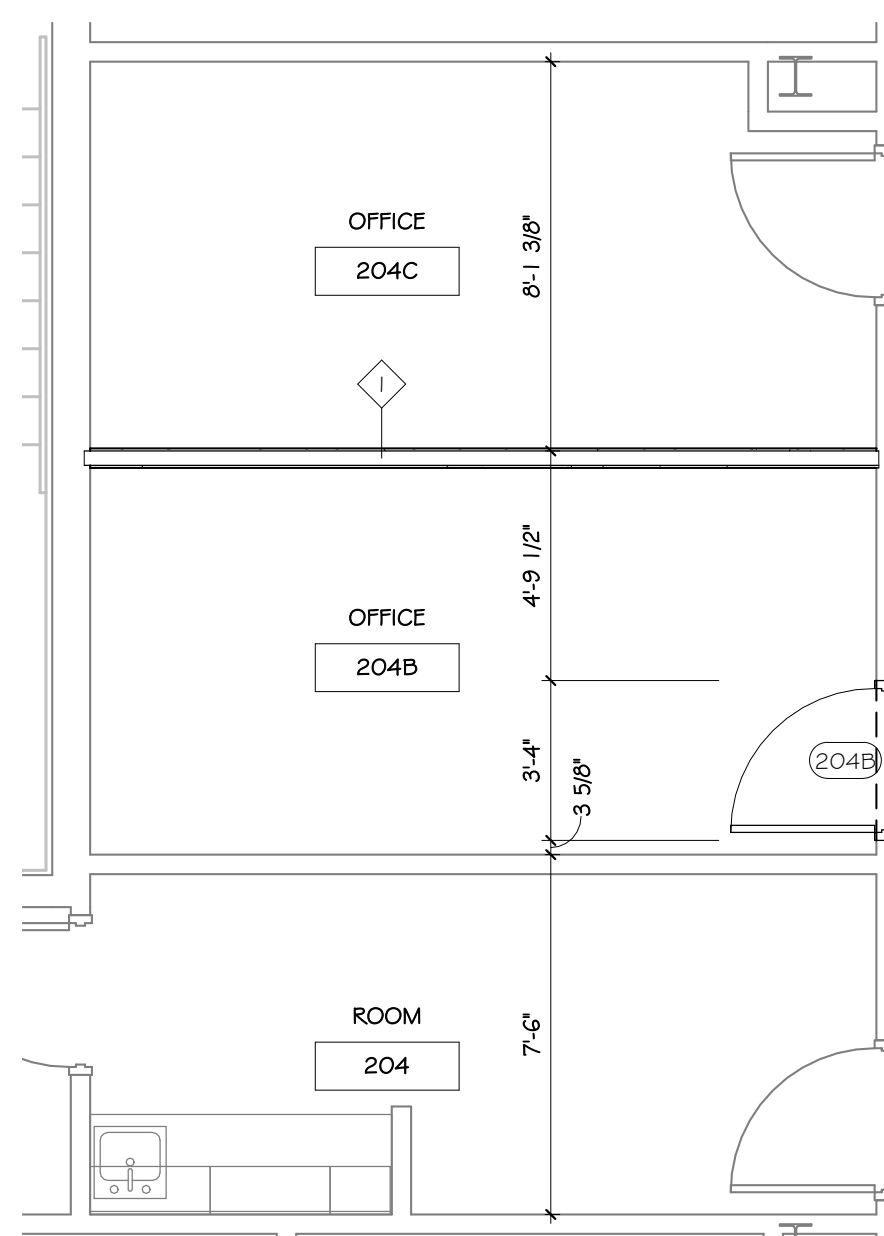 OFFICE
204C
8'-1 3/8"
1
4'-9 1/2"
OFFICE
204B
3'-4"
3 5/8"
204B
ROOM
204
7'-6"